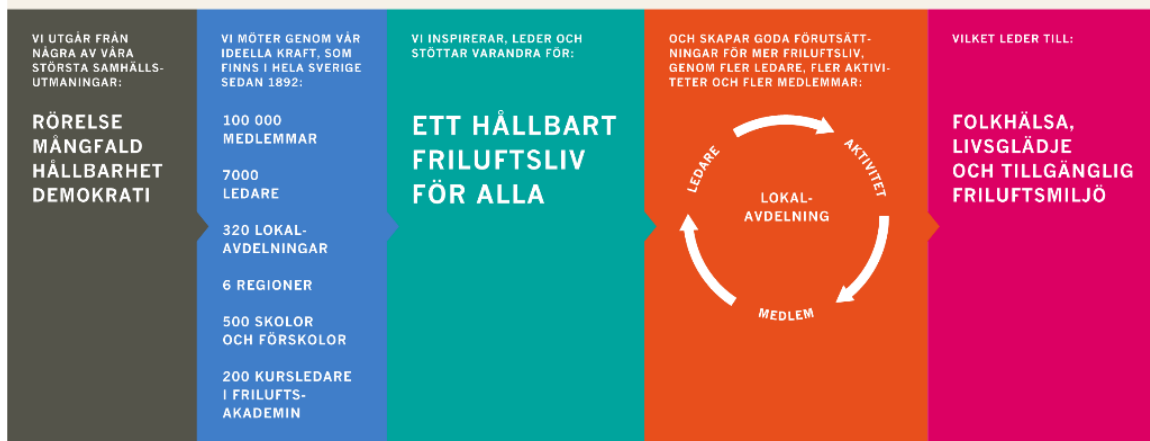 VI UTGÅR FRÅN
NÅGRA AV VÅRA
STÖRSTA SAMHÄLLS-
UTMANINGAR:
RÖRELSE
MÅNGFALD
HÅLLBARHET
DEMOKRATI
VI MÖTER GENOM VÅR
IDEELLA KRAFT, SOM
FINNS I HELA SVERIGE
SEDAN 1892:
100 000
MEDLEMMAR
7000
LEDARE
320 LOKAL-
AVDELNINGAR
6 REGIONER
500 SKOLOR
OCH FÖRSKOLOR
200 KURSLEDARE
I FRILUFTS-
AKADEMIN
VI INSPIRERAR, LEDER OCH
STÖTTAR VARANDRA FÖR:
ETT HÅLLBART
FRILUFTSLIV
FÖR ALLA
OCH SKAPAR GODA FÖRUTSÄTT-
NINGAR FÖR MER FRILUFTSLIV,
GENOM FLER LEDARE, FLER AKTIVI-
TETER OCH FLER MEDLEMMAR:
LEDARE
AKTIVITET
LOKAL-
AVDELNING
MEDLEM
VILKET LEDER TILL:
FOLKHÄLSA,
LIVSGLÄDJE
OCH TILLGÄNGLIG
FRILUFTSMILJÖ